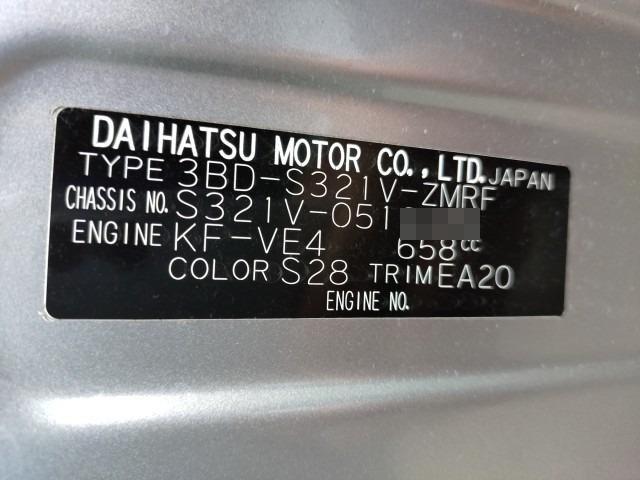 DAIHATSU MOTOR CO., LTD. JAPAN
TYPE 3BD-S321V-ZMRF
CHASSIS NO. S321V-051
ENGINE KF-VE4 658cc
COLOR S28 TRIM EA20
ENGINE NO.